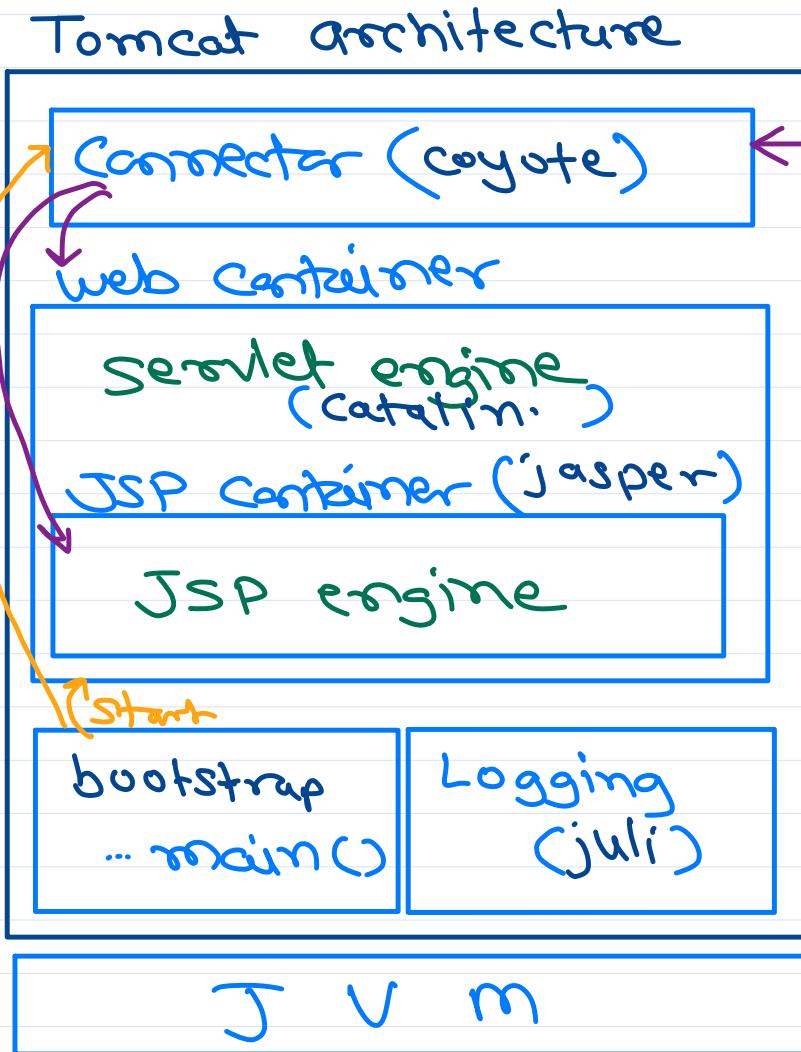 Tomcat architecture
Connector (coyote)
web container
servlet engine
(catalin. )
JSP container (jasper)
JSP engine
start
bootstrap
... main()
Logging
(juli)
J V M